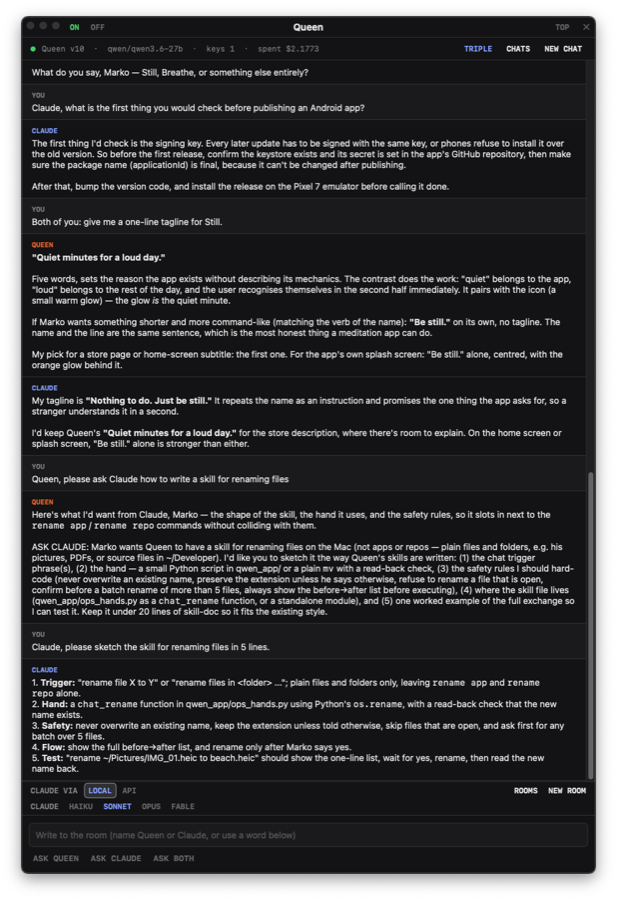 ON OFF Queen TOP ×
Queen v10 · qwen/qwen3.6-27b · keys 1 · spent $2.1773 TRIPLE CHATS NEW CHAT
What do you say, Marko — Still, Breathe, or something else entirely?
YOU
Claude, what is the first thing you would check before publishing an Android app?
CLAUDE
The first thing I'd check is the signing key. Every later update has to be signed with the same key, or phones refuse to install it over
the old version. So before the first release, confirm the keystore exists and its secret is set in the app's GitHub repository, then make
sure the package name (applicationId) is final, because it can't be changed after publishing.
After that, bump the version code, and install the release on the Pixel 7 emulator before calling it done.
YOU
Both of you: give me a one-line tagline for Still.
QUEEN
"Quiet minutes for a loud day."
Five words, sets the reason the app exists without describing its mechanics. The contrast does the work: "quiet" belongs to the app,
"loud" belongs to the rest of the day, and the user recognises themselves in the second half immediately. It pairs with the icon (a
small warm glow) — the glow is the quiet minute.
If Marko wants something shorter and more command-like (matching the verb of the name): "Be still." on its own, no tagline. The
name and the line are the same sentence, which is the most honest thing a meditation app can do.
My pick for a store page or home-screen subtitle: the first one. For the app's own splash screen: "Be still." alone, centred, with the
orange glow behind it.
CLAUDE
My tagline is "Nothing to do. Just be still." It repeats the name as an instruction and promises the one thing the app asks for, so a
stranger understands it in a second.
I'd keep Queen's "Quiet minutes for a loud day." for the store description, where there's room to explain. On the home screen or
splash screen, "Be still." alone is stronger than either.
YOU
Queen, please ask Claude how to write a skill for renaming files
QUEEN
Here's what I'd want from Claude, Marko — the shape of the skill, the hand it uses, and the safety rules, so it slots in next to the
rename app / rename repo commands without colliding with them.
ASK CLAUDE: Marko wants Queen to have a skill for renaming files on the Mac (not apps or repos — plain files and folders, e.g. his
pictures, PDFs, or source files in ~/Developer). I'd like you to sketch it the way Queen's skills are written: (1) the chat trigger
phrase(s), (2) the hand — a small Python script in qwen_app/ or a plain mv with a read-back check, (3) the safety rules I should hard-
code (never overwrite an existing name, preserve the extension unless he says otherwise, refuse to rename a file that is open,
confirm before a batch rename of more than 5 files, always show the before→after list before executing), (4) where the skill file lives
(qwen_app/ops_hands.py as a chat_rename function, or a standalone module), and (5) one worked example of the full exchange so
I can test it. Keep it under 20 lines of skill-doc so it fits the existing style.
YOU
Claude, please sketch the skill for renaming files in 5 lines.
CLAUDE
1. Trigger: "rename file X to Y" or "rename files in <folder> ..."; plain files and folders only, leaving rename app and rename
repo alone.
2. Hand: a chat_rename function in qwen_app/ops_hands.py using Python's os.rename, with a read-back check that the new
name exists.
3. Safety: never overwrite an existing name, keep the extension unless told otherwise, skip files that are open, and ask first for any
batch over 5 files.
4. Flow: show the full before→after list, and rename only after Marko says yes.
5. Test: "rename ~/Pictures/IMG_01.heic to beach.heic" should show the one-line list, wait for yes, rename, then read the new
name back.
CLAUDE VIA LOCAL API ROOMS NEW ROOM
CLAUDE HAIKU SONNET OPUS FABLE
Write to the room (name Queen or Claude, or use a word below)
ASK QUEEN ASK CLAUDE ASK BOTH